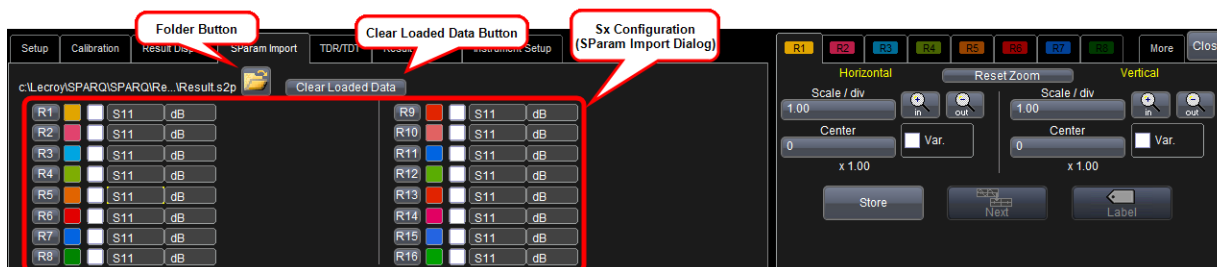 Folder Button
Clear Loaded Data Button
Sx Configuration
(SParam Import Dialog)
Setup Calibration SParam Import TDR/TDT Setup
c:\Lecroy\SPARQ\SPARQ\Re...\Result.s2p Clear Loaded Data
R1 S11 dB R9 S11 dB
R2 S11 dB R10 S11 dB
R3 S11 dB R11 S11 dB
R4 S11 dB R12 S11 dB
R5 S11 dB R13 S11 dB
R6 S11 dB R14 S11 dB
R7 S11 dB R15 S11 dB
R8 S11 dB R16 S11 dB
R1 R2 R3 R4 R5 R6 R7 R8 More Clos
Horizontal Reset Zoom Vertical
Scale / div Scale / div
1.00 in out 1.00 in out
Center Center
0 Var. 0 Var.
x 1.00 x 1.00
Store Next Label